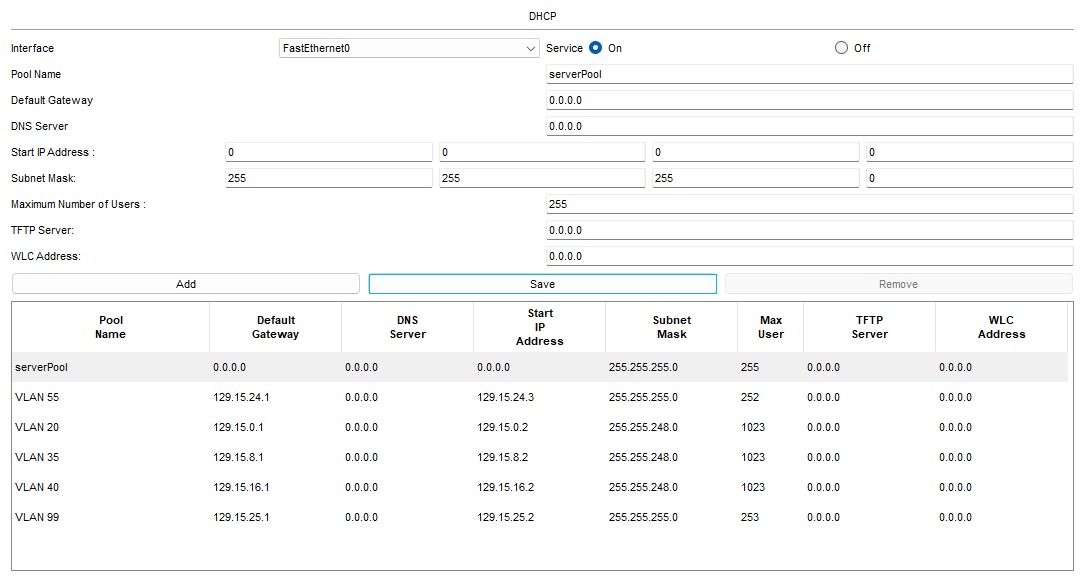 DHCP
Interface FastEthernet0 Service On Off
Pool Name serverPool
Default Gateway 0.0.0.0
DNS Server 0.0.0.0
Start IP Address : 0 0 0 0
Subnet Mask: 255 255 255 0
Maximum Number of Users : 255
TFTP Server: 0.0.0.0
WLC Address: 0.0.0.0
Add Save Remove
Pool Name Default Gateway DNS Server Start IP Address Subnet Mask Max User TFTP Server WLC Address
serverPool 0.0.0.0 0.0.0.0 0.0.0.0 255.255.255.0 255 0.0.0.0 0.0.0.0
VLAN 55 129.15.24.1 0.0.0.0 129.15.24.3 255.255.255.0 252 0.0.0.0 0.0.0.0
VLAN 20 129.15.0.1 0.0.0.0 129.15.0.2 255.255.248.0 1023 0.0.0.0 0.0.0.0
VLAN 35 129.15.8.1 0.0.0.0 129.15.8.2 255.255.248.0 1023 0.0.0.0 0.0.0.0
VLAN 40 129.15.16.1 0.0.0.0 129.15.16.2 255.255.248.0 1023 0.0.0.0 0.0.0.0
VLAN 99 129.15.25.1 0.0.0.0 129.15.25.2 255.255.255.0 253 0.0.0.0 0.0.0.0